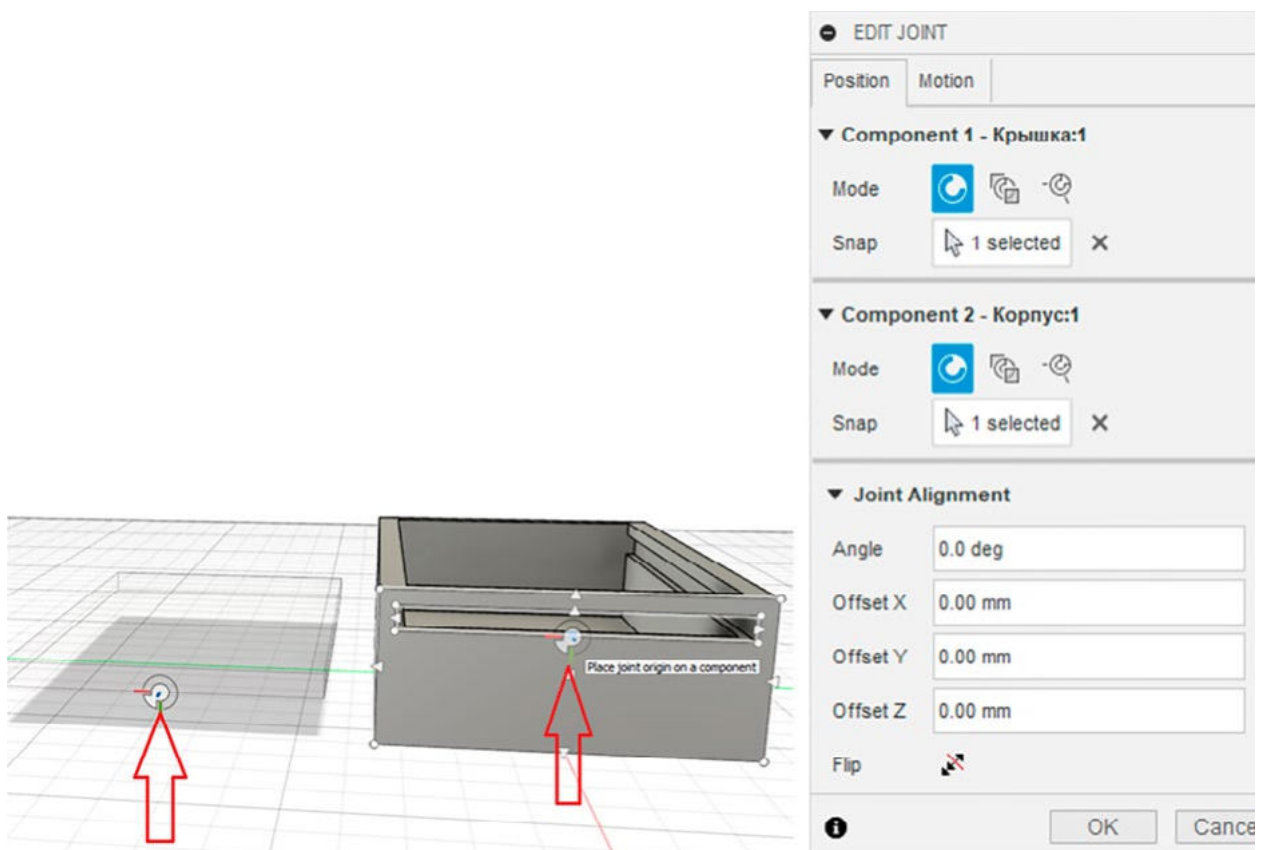 EDIT JOINT
Position Motion
Component 1 - Крышка:1
Mode
Snap 1 selected
Component 2 - Корпус:1
Mode
Snap 1 selected
Joint Alignment
Angle 0.0 deg
Offset X 0.00 mm
Offset Y 0.00 mm
Offset Z 0.00 mm
Flip
OK Cance
Place joint origin on a component